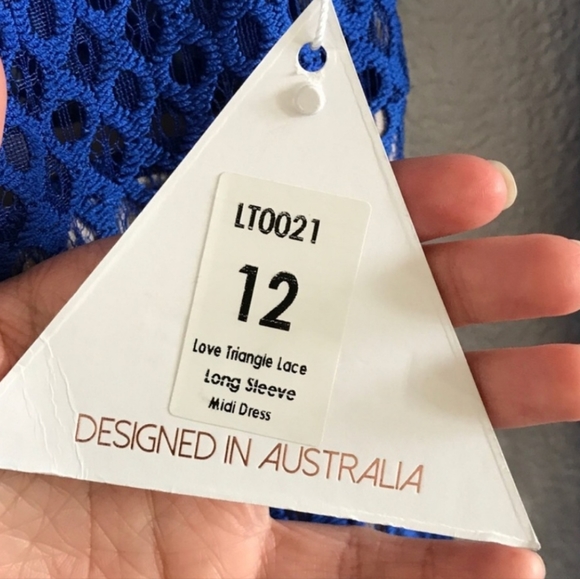 LT0021
12
Love Triangle Lace
Long Sleeve
Midi Dress
DESIGNED IN AUSTRALIA